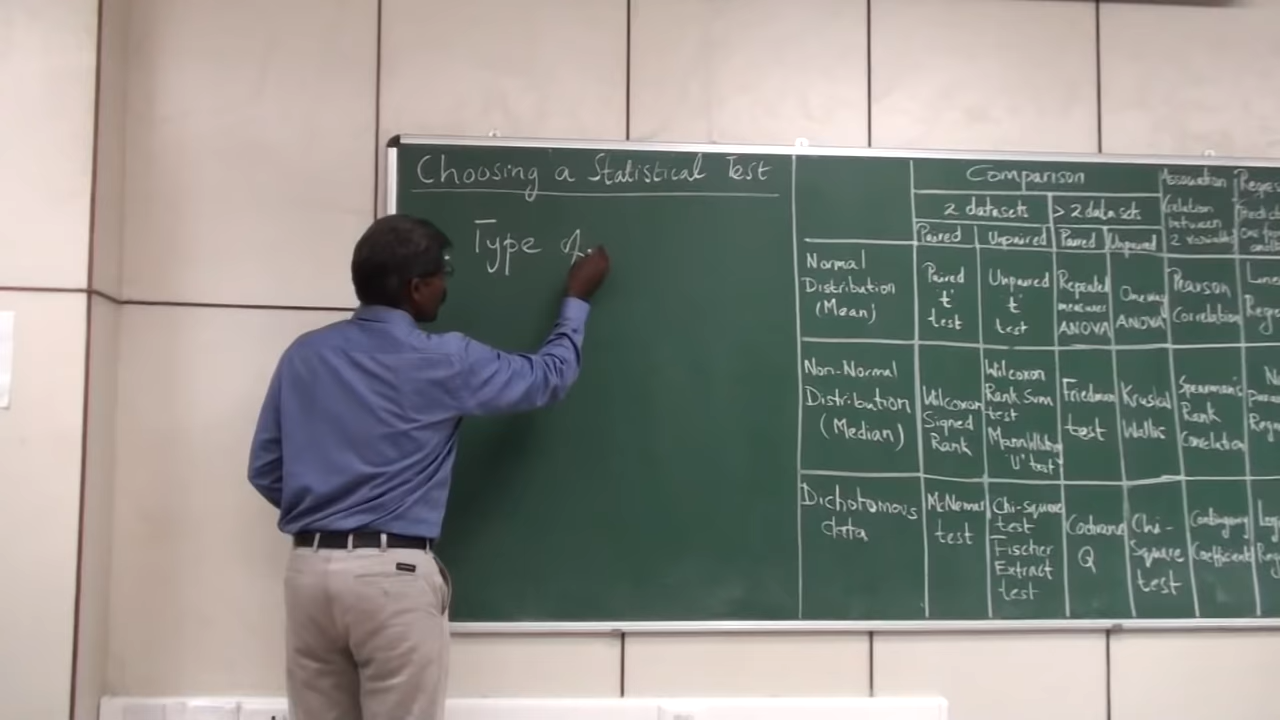 Choosing a Statistical Test
Type
Comparison
2 datasets
> 2 data sets
Paired
Unpaired
Paired
Unpaired
Association
Relation
between
2 variables
Normal
Distribution
(Mean)
Paired
't'
test
Unpaired
't'
test
Repeated
measures
ANOVA
One way
ANOVA
Pearson
Correlation
Non-Normal
Distribution
(Median)
Wilcoxon
Signed
Rank
Wilcoxon
Rank Sum
test
Mann Whitney
'U' test
Friedman
test
Kruskal
Wallis
Spearman's
Rank
Correlation
Dichotomous
data
McNemar
test
Chi-Square
test
Fischer
Extract
test
Cochrane
Q
Chi-
Square
test
Contingency
Coefficient